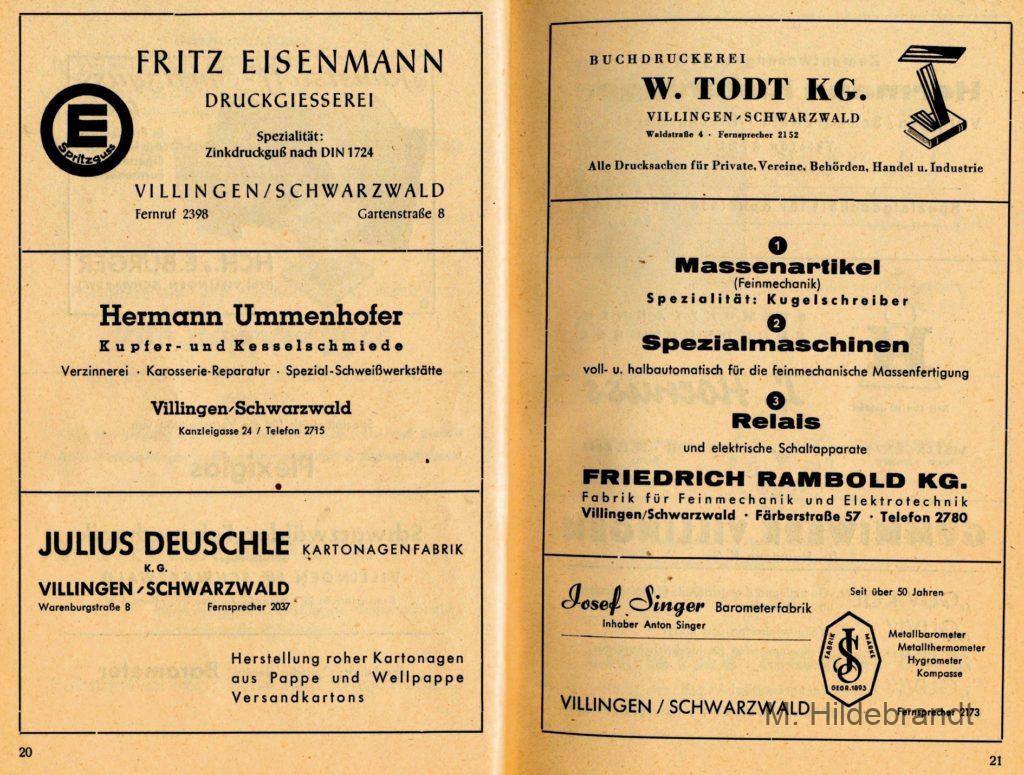 FRITZ EISENMANN
DRUCKGIESSEREI
E
Spritzguss
Spezialität:
Zinkdruckguß nach DIN 1724
VILLINGEN/SCHWARZWALD
Fernruf 2398 Gartenstraße 8
Hermann Ummenhofer
Kupfer- und Kesselschmiede
Verzinnerei · Karosserie-Reparatur · Spezial-Schweißwerkstätte
Villingen/Schwarzwald
Kanzleigasse 24 / Telefon 2715
JULIUS DEUSCHLE KARTONAGENFABRIK
K.G.
VILLINGEN/SCHWARZWALD
Warenburgstraße 8 Fernsprecher 2037
Herstellung roher Kartonagen
aus Pappe und Wellpappe
Versandkartons
20
BUCHDRUCKEREI
W. TODT KG.
VILLINGEN/SCHWARZWALD
Waldstraße 4 · Fernsprecher 2152
Alle Drucksachen für Private, Vereine, Behörden, Handel u. Industrie
1
Massenartikel
(Feinmechanik)
Spezialität: Kugelschreiber
2
Spezialmaschinen
voll- u. halbautomatisch für die feinmechanische Massenfertigung
3
Relais
und elektrische Schaltapparate
FRIEDRICH RAMBOLD KG.
Fabrik für Feinmechanik und Elektrotechnik
Villingen/Schwarzwald · Färberstraße 57 · Telefon 2780
Josef Singer Barometerfabrik
Inhaber Anton Singer
Seit über 50 Jahren
FABRIK MARKE
JS
GEGR. 1893
Metallbarometer
Metallthermometer
Hygrometer
Kompasse
VILLINGEN / SCHWARZWALD
Fernsprecher 2173
M. Hildebrandt
21